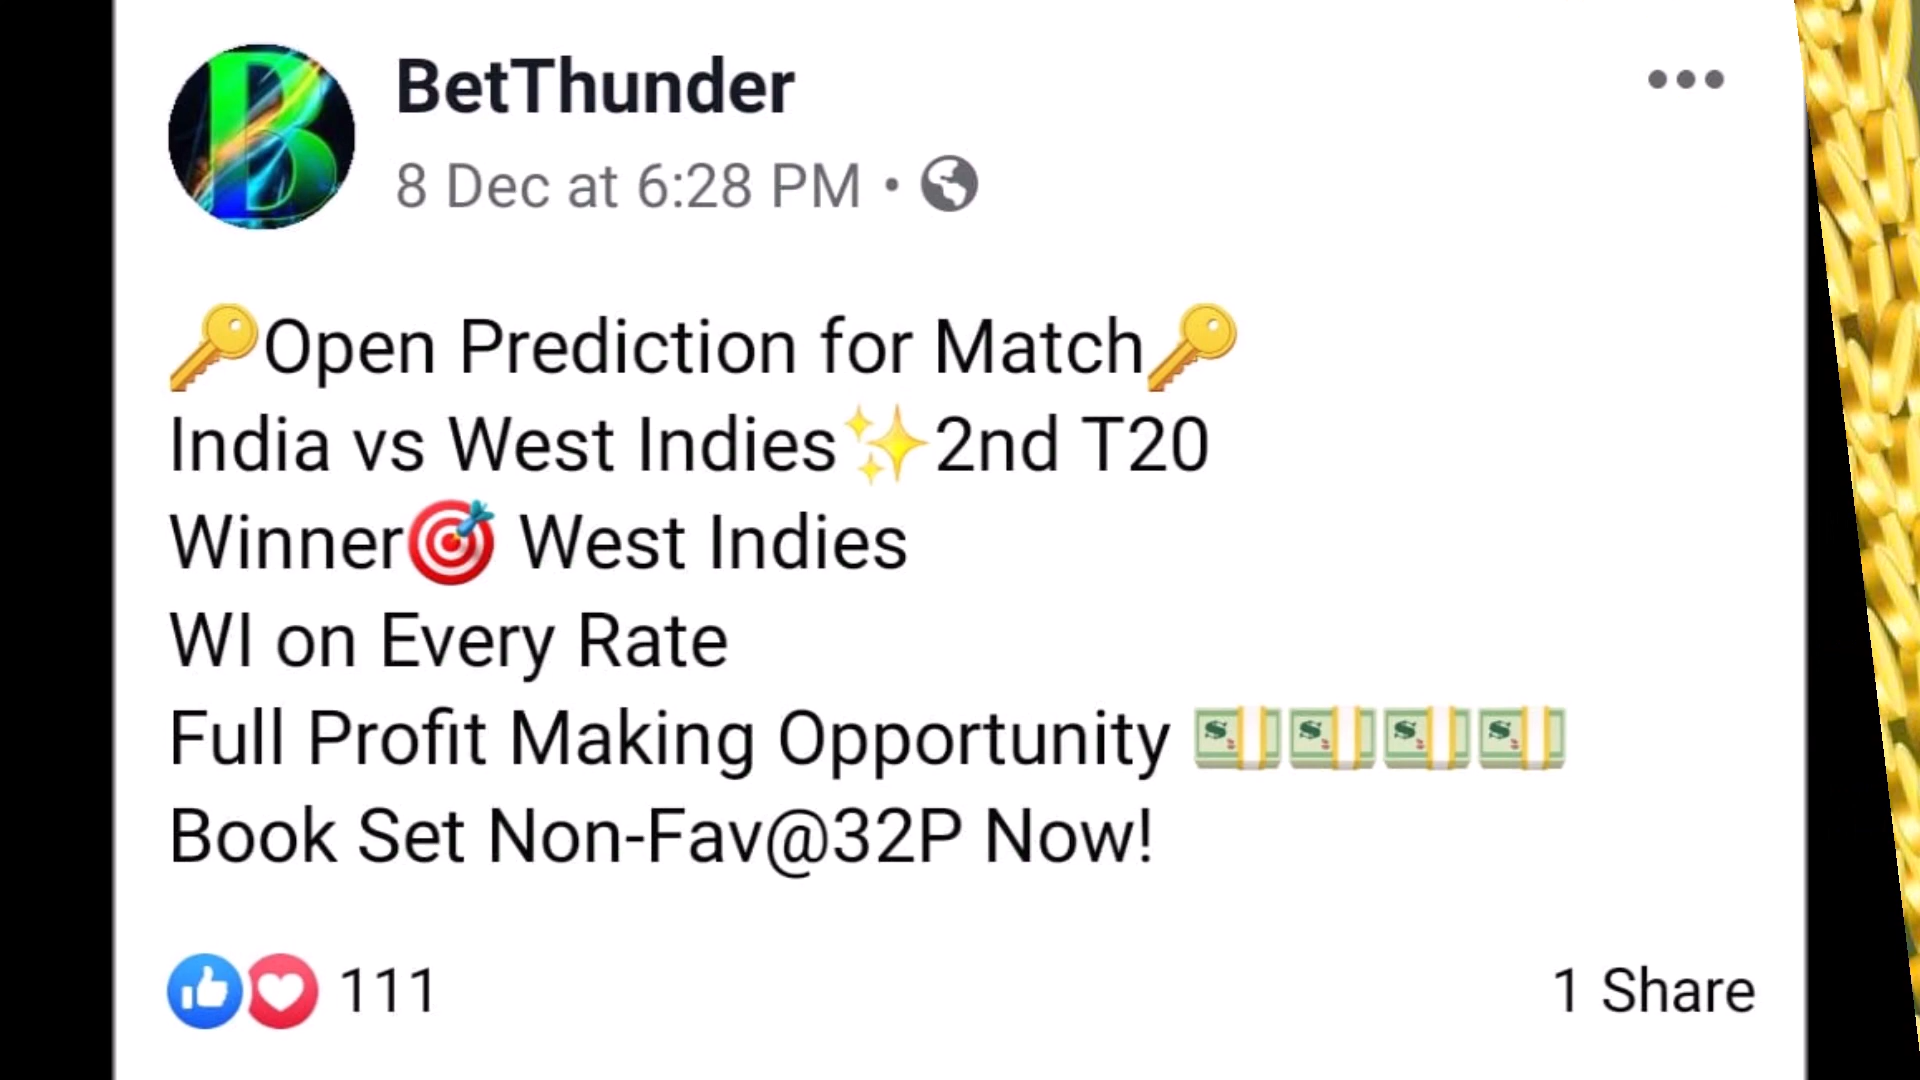 BetThunder
8 Dec at 6:28 PM •
🔑Open Prediction for Match🔑
India vs West Indies✨2nd T20
Winner🎯 West Indies
WI on Every Rate
Full Profit Making Opportunity 💵💵💵💵
Book Set Non-Fav@32P Now!
111
1 Share